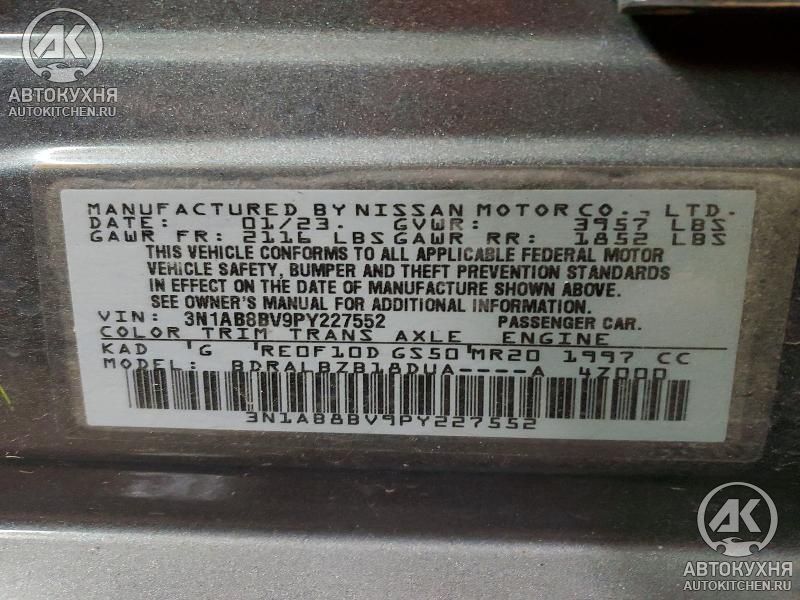 АК
АВТОКУХНЯ
AUTOKITCHEN.RU
MANUFACTURED BY NISSAN MOTOR CO., LTD.
DATE: 01/23. GVWR: 3957 LBS
GAWR FR: 2116 LBS GAWR RR: 1852 LBS
THIS VEHICLE CONFORMS TO ALL APPLICABLE FEDERAL MOTOR
VEHICLE SAFETY, BUMPER AND THEFT PREVENTION STANDARDS
IN EFFECT ON THE DATE OF MANUFACTURE SHOWN ABOVE.
SEE OWNER'S MANUAL FOR ADDITIONAL INFORMATION.
VIN: 3N1AB8BV9PY227552 PASSENGER CAR.
COLOR TRIM TRANS AXLE ENGINE
KAD G RE0F10D GS50 MR20 1997 CC
MODEL: BDRALBZB18DUA----A 4Z000
3N1AB8BV9PY227552
АК
АВТОКУХНЯ
AUTOKITCHEN.RU